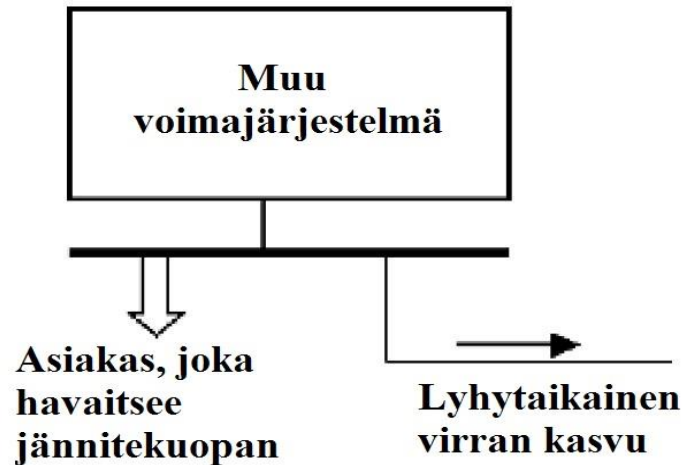 Muu
voimajärjestelmä
Asiakas, joka
havaitsee
jännitekuopan
Lyhytaikainen
virran kasvu